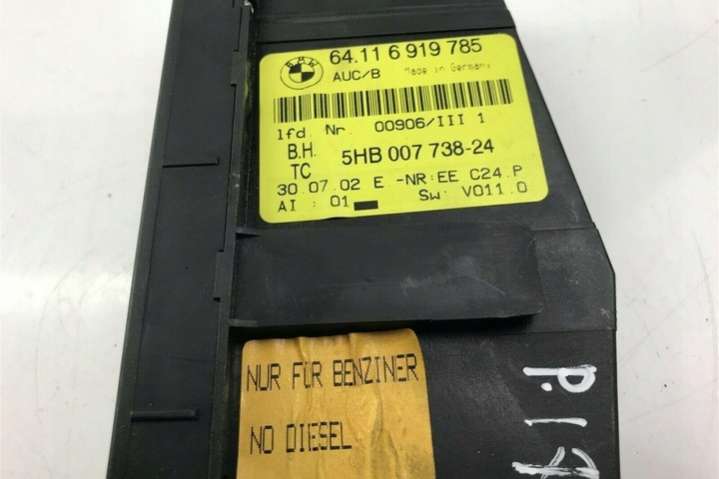 BMW
64.11 6 919 785
AUC/B Made in Germany
lfd. Nr. 00906/III 1
B.H. 5HB 007 738-24
TC
30.07.02 E -NR:EE C24.P
AI : 01 Sw: V011.0
NUR FÜR BENZINER
NO DIESEL